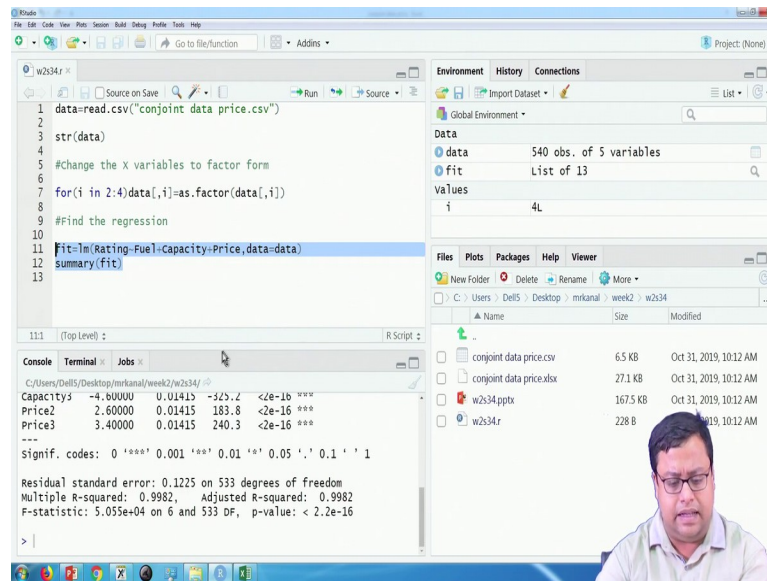 RStudio
File Edit Code View Plots Session Build Debug Profile Tools Help
Go to file/function
Addins
Project: (None)
w2s34.r
Source on Save
Run
Source
1 data=read.csv("conjoint data price.csv")
2
3 str(data)
4
5 #Change the X variables to factor form
6
7 for(i in 2:4)data[,i]=as.factor(data[,i])
8
9 #Find the regression
10
11 fit=lm(Rating~Fuel+Capacity+Price,data=data)
12 summary(fit)
13
11:1 (Top Level) R Script
Console Terminal Jobs
C:/Users/Dell5/Desktop/mrkanal/week2/w2s34/
Capacity3 -4.60000 0.01415 -325.2 <2e-16 ***
Price2 2.60000 0.01415 183.8 <2e-16 ***
Price3 3.40000 0.01415 240.3 <2e-16 ***
---
Signif. codes: 0 '***' 0.001 '**' 0.01 '*' 0.05 '.' 0.1 ' ' 1
Residual standard error: 0.1225 on 533 degrees of freedom
Multiple R-squared: 0.9982, Adjusted R-squared: 0.9982
F-statistic: 5.055e+04 on 6 and 533 DF, p-value: < 2.2e-16
>
Environment History Connections
Import Dataset
List
Global Environment
Data
data 540 obs. of 5 variables
fit List of 13
Values
i 4L
Files Plots Packages Help Viewer
New Folder Delete Rename More
C: > Users > Dell5 > Desktop > mrkanal > week2 > w2s34
Name Size Modified
..
conjoint data price.csv 6.5 KB Oct 31, 2019, 10:12 AM
conjoint data price.xlsx 27.1 KB Oct 31, 2019, 10:12 AM
w2s34.pptx 167.5 KB Oct 31, 2019, 10:12 AM
w2s34.r 228 B 2019, 10:12 AM